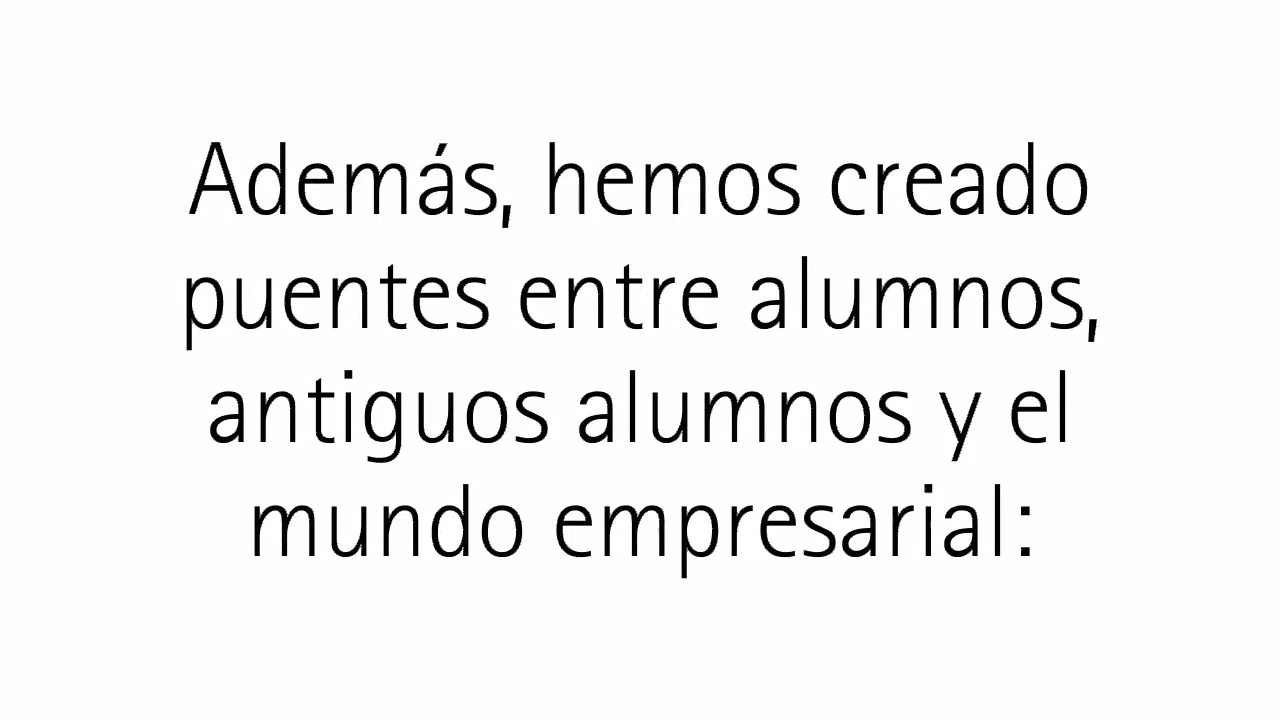 Además, hemos creado
puentes entre alumnos,
antiguos alumnos y el
mundo empresarial: